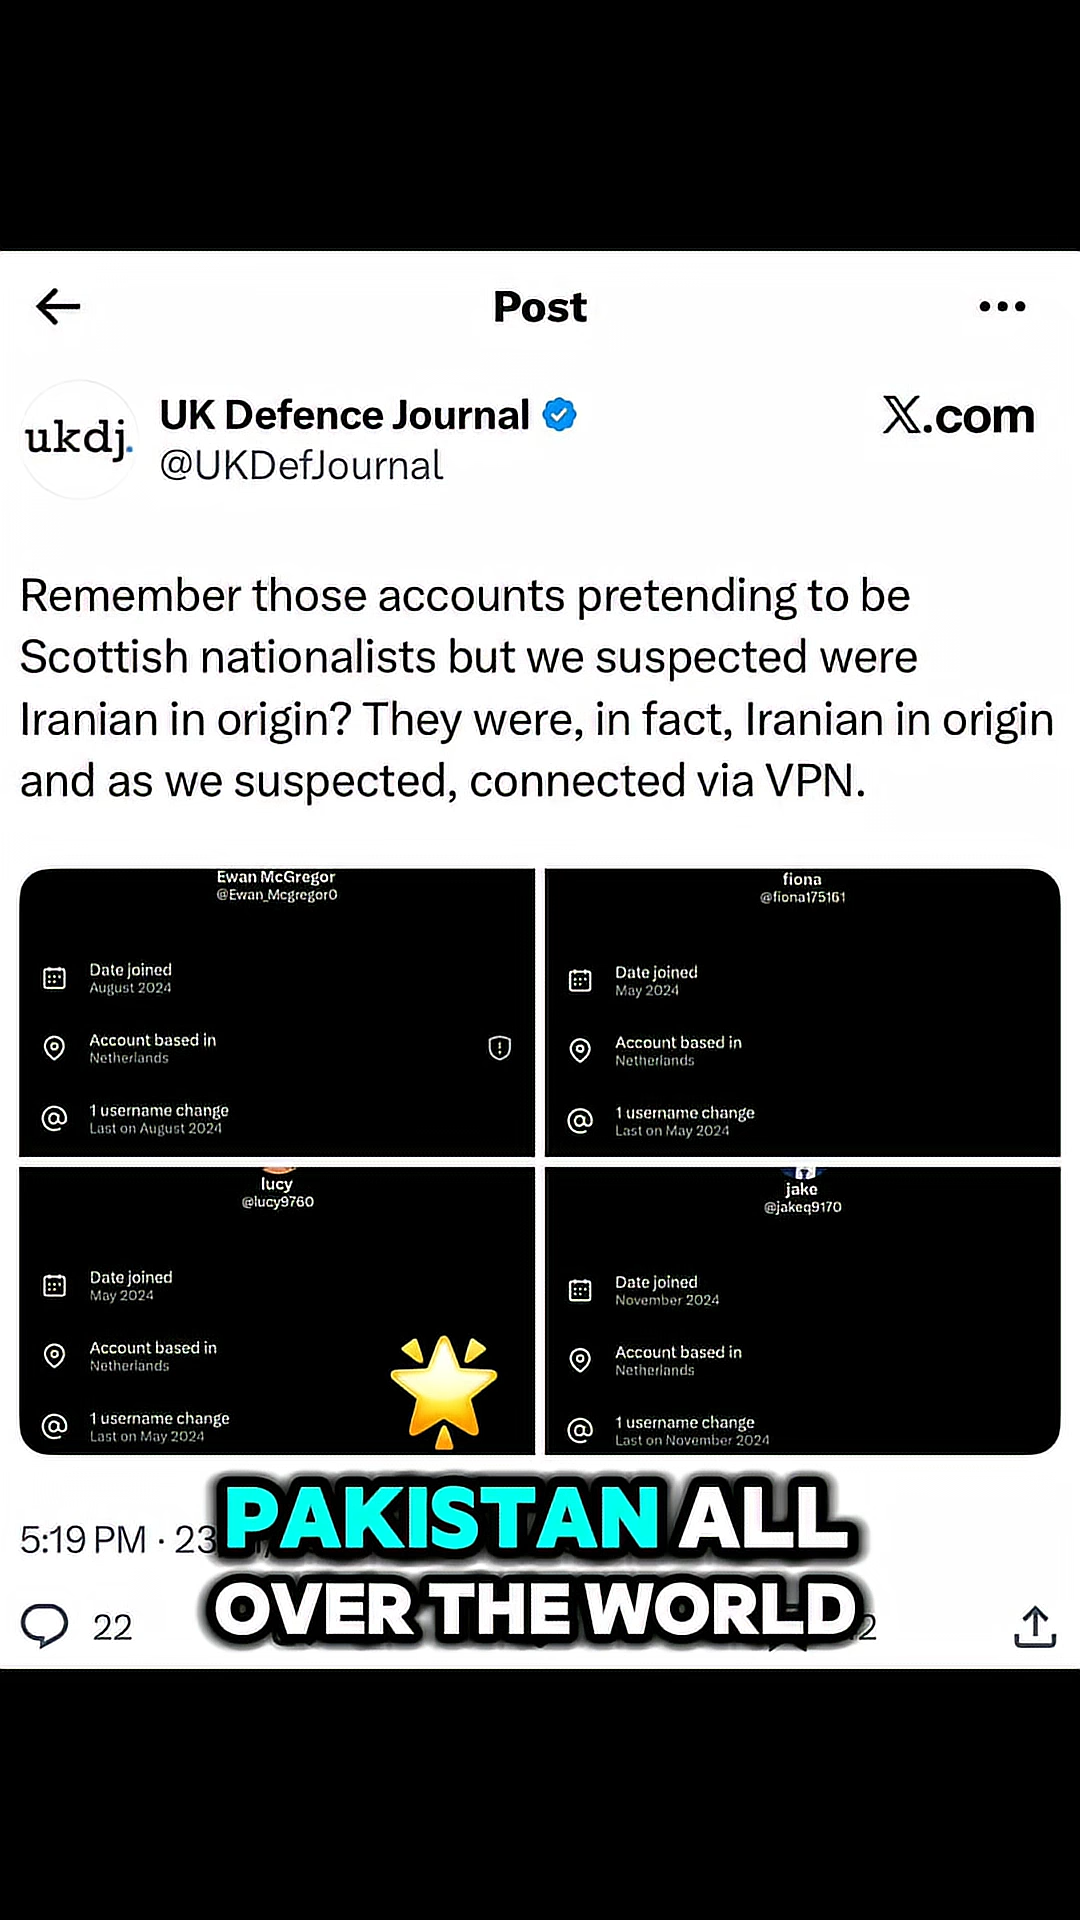 Post
ukdj.
UK Defence Journal
X.com
@UKDefJournal
Remember those accounts pretending to be
Scottish nationalists but we suspected were
Iranian in origin? They were, in fact, Iranian in origin
and as we suspected, connected via VPN.
Ewan McGregor
@Ewan_Mcgregor0
Date joined
August 2024
Account based in
Netherlands
1 username change
Last on August 2024
fiona
@fiona175161
Date joined
May 2024
Account based in
Netherlands
1 username change
Last on May 2024
lucy
@lucy9760
Date joined
May 2024
Account based in
Netherlands
1 username change
Last on May 2024
jake
@jakeq9170
Date joined
November 2024
Account based in
Netherlands
1 username change
Last on November 2024
5:19 PM · 23
PAKISTAN ALL
OVER THE WORLD
22